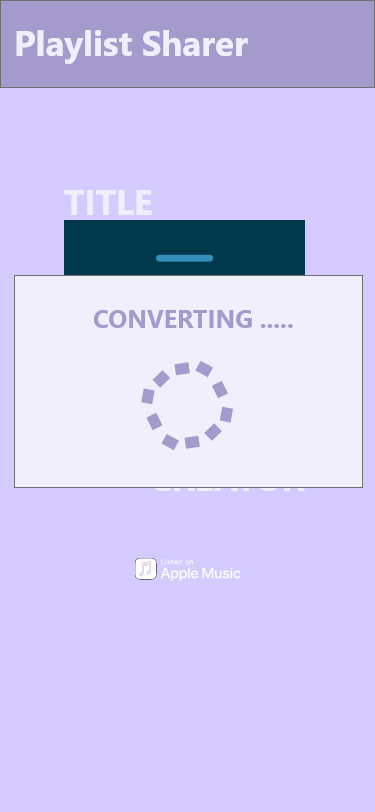 Playlist Sharer
TITLE
CONVERTING .....
Listen on
Apple Music